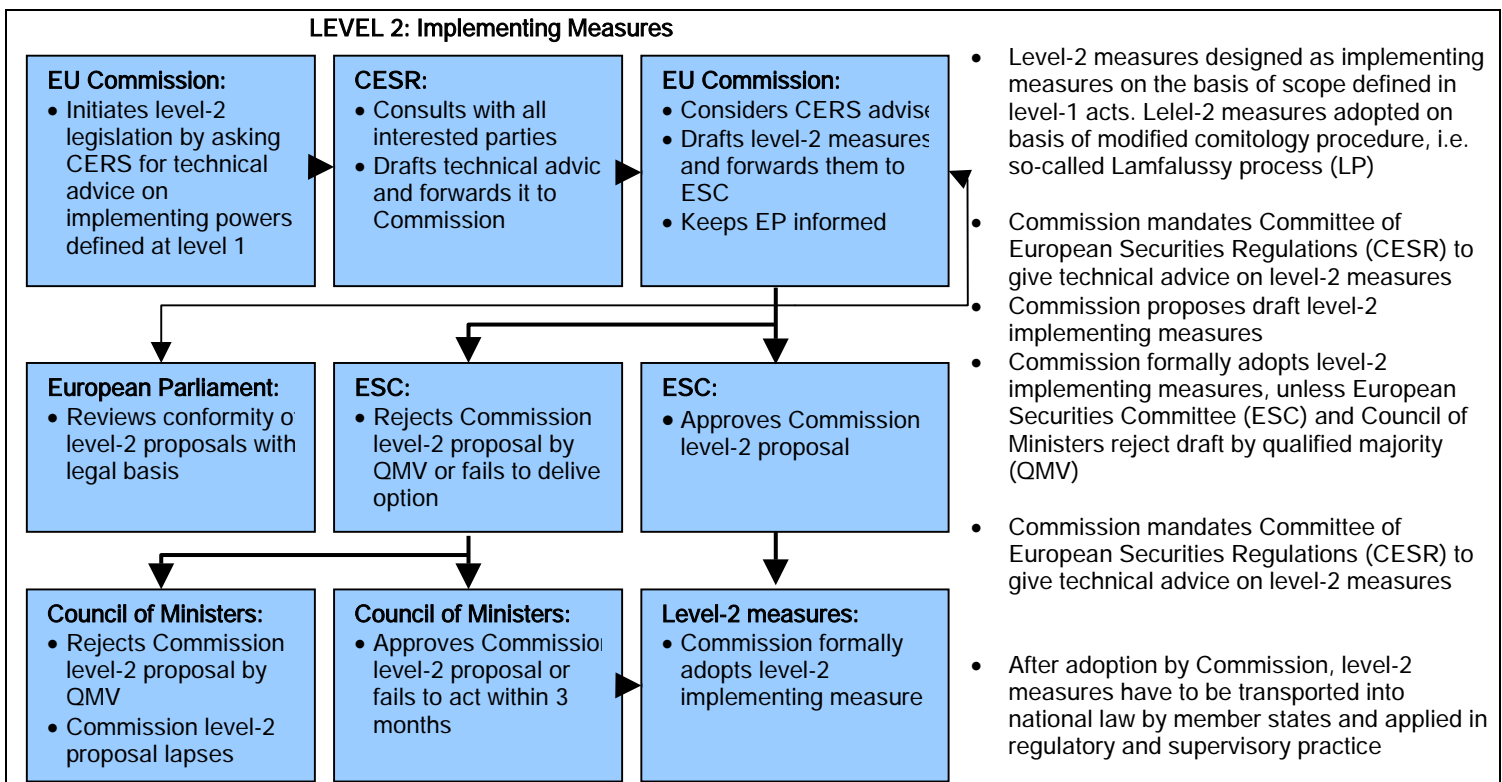 LEVEL 2: Implementing Measures
EU Commission:
• Initiates level-2
legislation by asking
CERS for technical
advice on
implementing powers
defined at level 1
CESR:
• Consults with all
interested parties
• Drafts technical advic
and forwards it to
Commission
EU Commission:
• Considers CERS advise
• Drafts level-2 measures
and forwards them to
ESC
• Keeps EP informed
European Parliament:
• Reviews conformity o
level-2 proposals with
legal basis
ESC:
• Rejects Commission
level-2 proposal by
QMV or fails to delive
option
ESC:
• Approves Commission
level-2 proposal
Council of Ministers:
• Rejects Commission
level-2 proposal by
QMV
• Commission level-2
proposal lapses
Council of Ministers:
• Approves Commissio
level-2 proposal or
fails to act within 3
months
Level-2 measures:
• Commission formally
adopts level-2
implementing measure
• Level-2 measures designed as implementing
measures on the basis of scope defined in
level-1 acts. Lelel-2 measures adopted on
basis of modified comitology procedure, i.e.
so-called Lamfalussy process (LP)
• Commission mandates Committee of
European Securities Regulations (CESR) to
give technical advice on level-2 measures
• Commission proposes draft level-2
implementing measures
• Commission formally adopts level-2
implementing measures, unless European
Securities Committee (ESC) and Council of
Ministers reject draft by qualified majority
(QMV)
• Commission mandates Committee of
European Securities Regulations (CESR) to
give technical advice on level-2 measures
• After adoption by Commission, level-2
measures have to be transported into
national law by member states and applied in
regulatory and supervisory practice